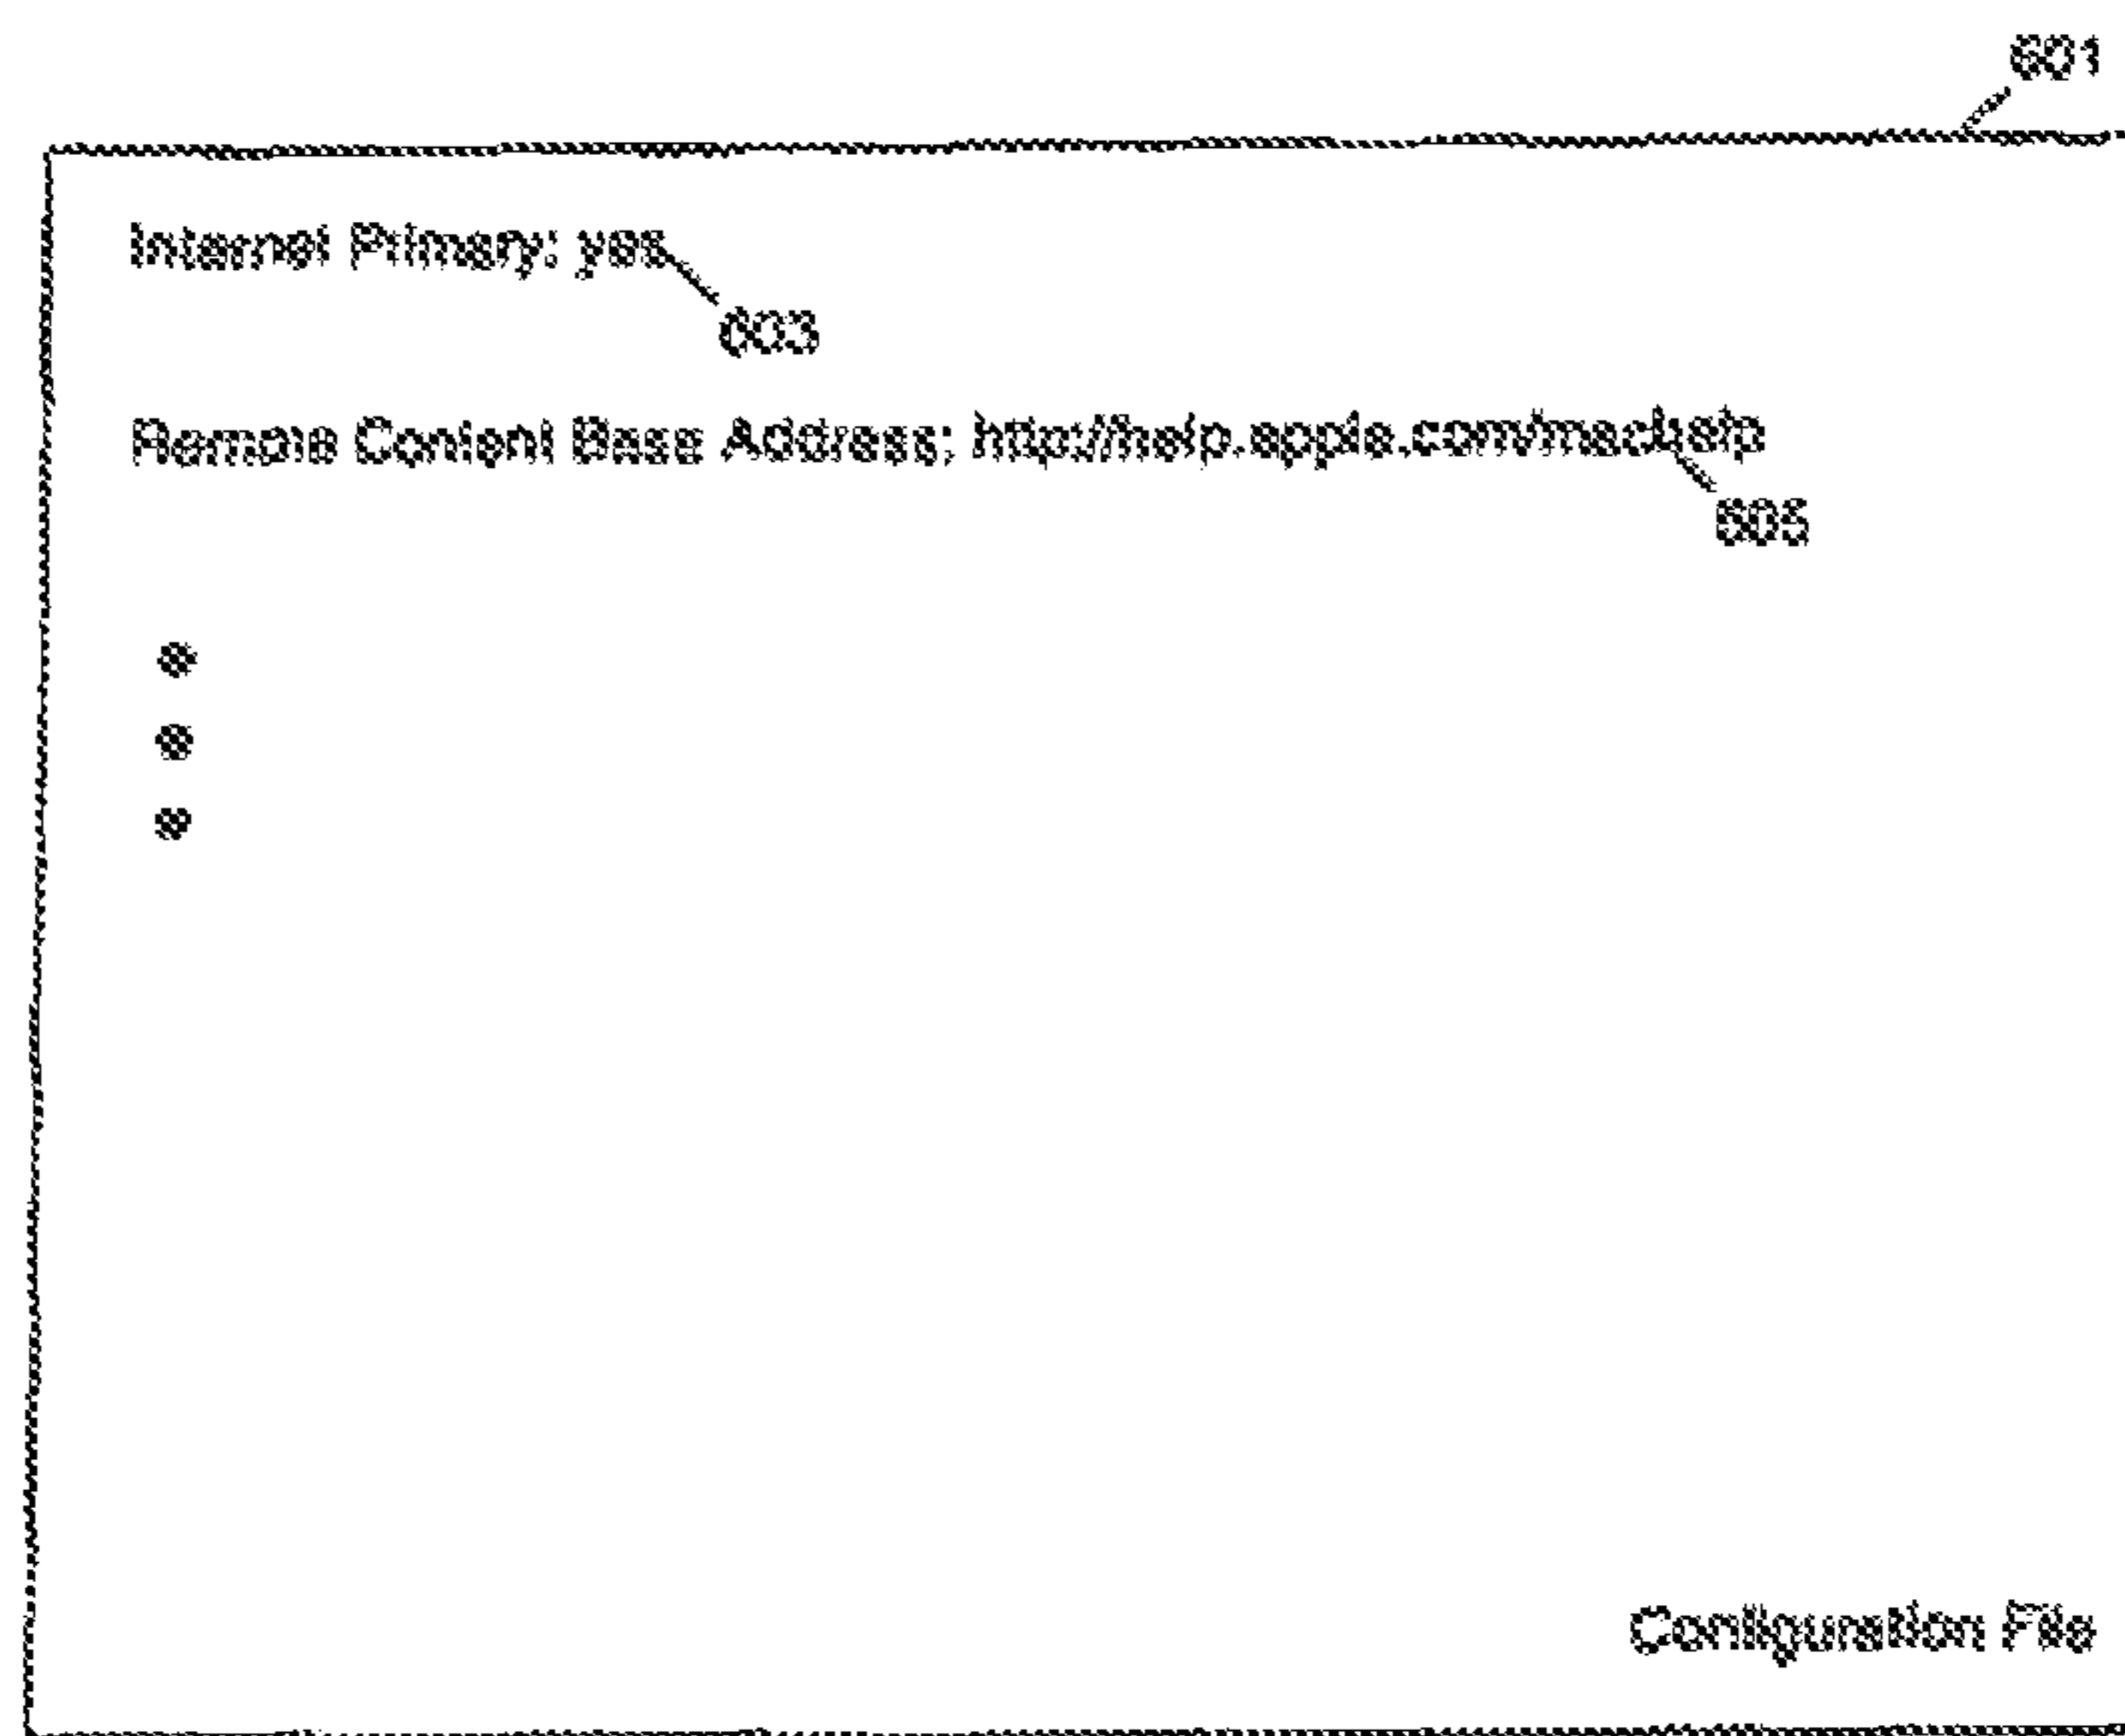 601
Internet Primary: yes
603
Remote Content Base Address: http://help.apple.com/machelp
605
Configuration File